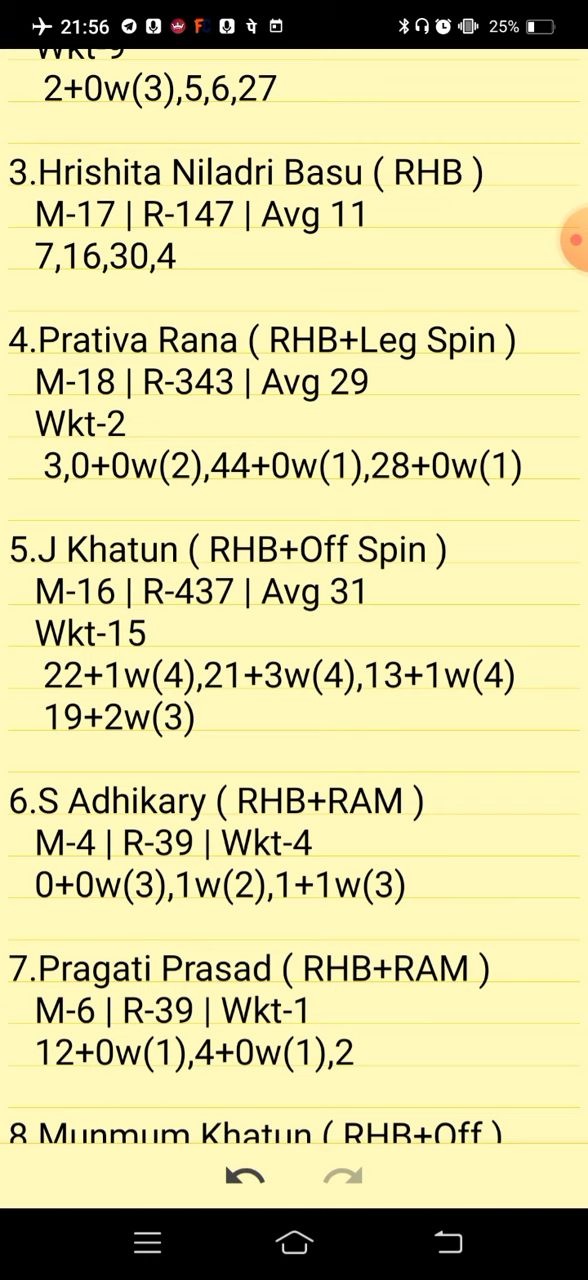 21:56 25%
Wkt-9
2+0w(3),5,6,27
3.Hrishita Niladri Basu ( RHB )
M-17 | R-147 | Avg 11
7,16,30,4
4.Prativa Rana ( RHB+Leg Spin )
M-18 | R-343 | Avg 29
Wkt-2
3,0+0w(2),44+0w(1),28+0w(1)
5.J Khatun ( RHB+Off Spin )
M-16 | R-437 | Avg 31
Wkt-15
22+1w(4),21+3w(4),13+1w(4)
19+2w(3)
6.S Adhikary ( RHB+RAM )
M-4 | R-39 | Wkt-4
0+0w(3),1w(2),1+1w(3)
7.Pragati Prasad ( RHB+RAM )
M-6 | R-39 | Wkt-1
12+0w(1),4+0w(1),2
8.Munmum Khatun ( RHB+Off )